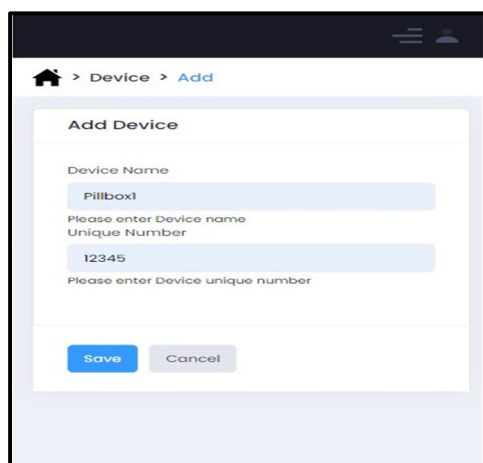 > Device > Add
Add Device
Device Name
Pillbox1
Please enter Device name
Unique Number
12345
Please enter Device unique number
Save Cancel